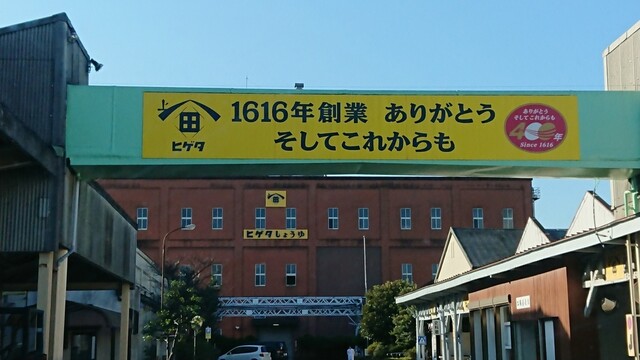 上
田
ヒゲタ
1616年創業 ありがとう
そしてこれからも
ありがとう
そしてこれからも
400年
Since 1616
ヒゲタしょうゆ